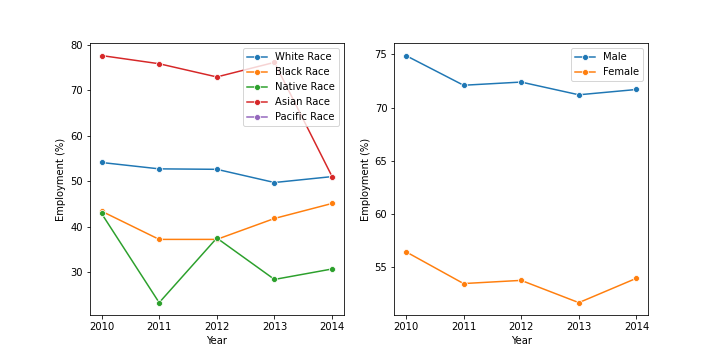 80
70
60
50
40
30
Employment (%)
2010 2011 2012 2013 2014
Year
White Race
Black Race
Native Race
Asian Race
Pacific Race
75
70
65
60
55
Employment (%)
2010 2011 2012 2013 2014
Year
Male
Female